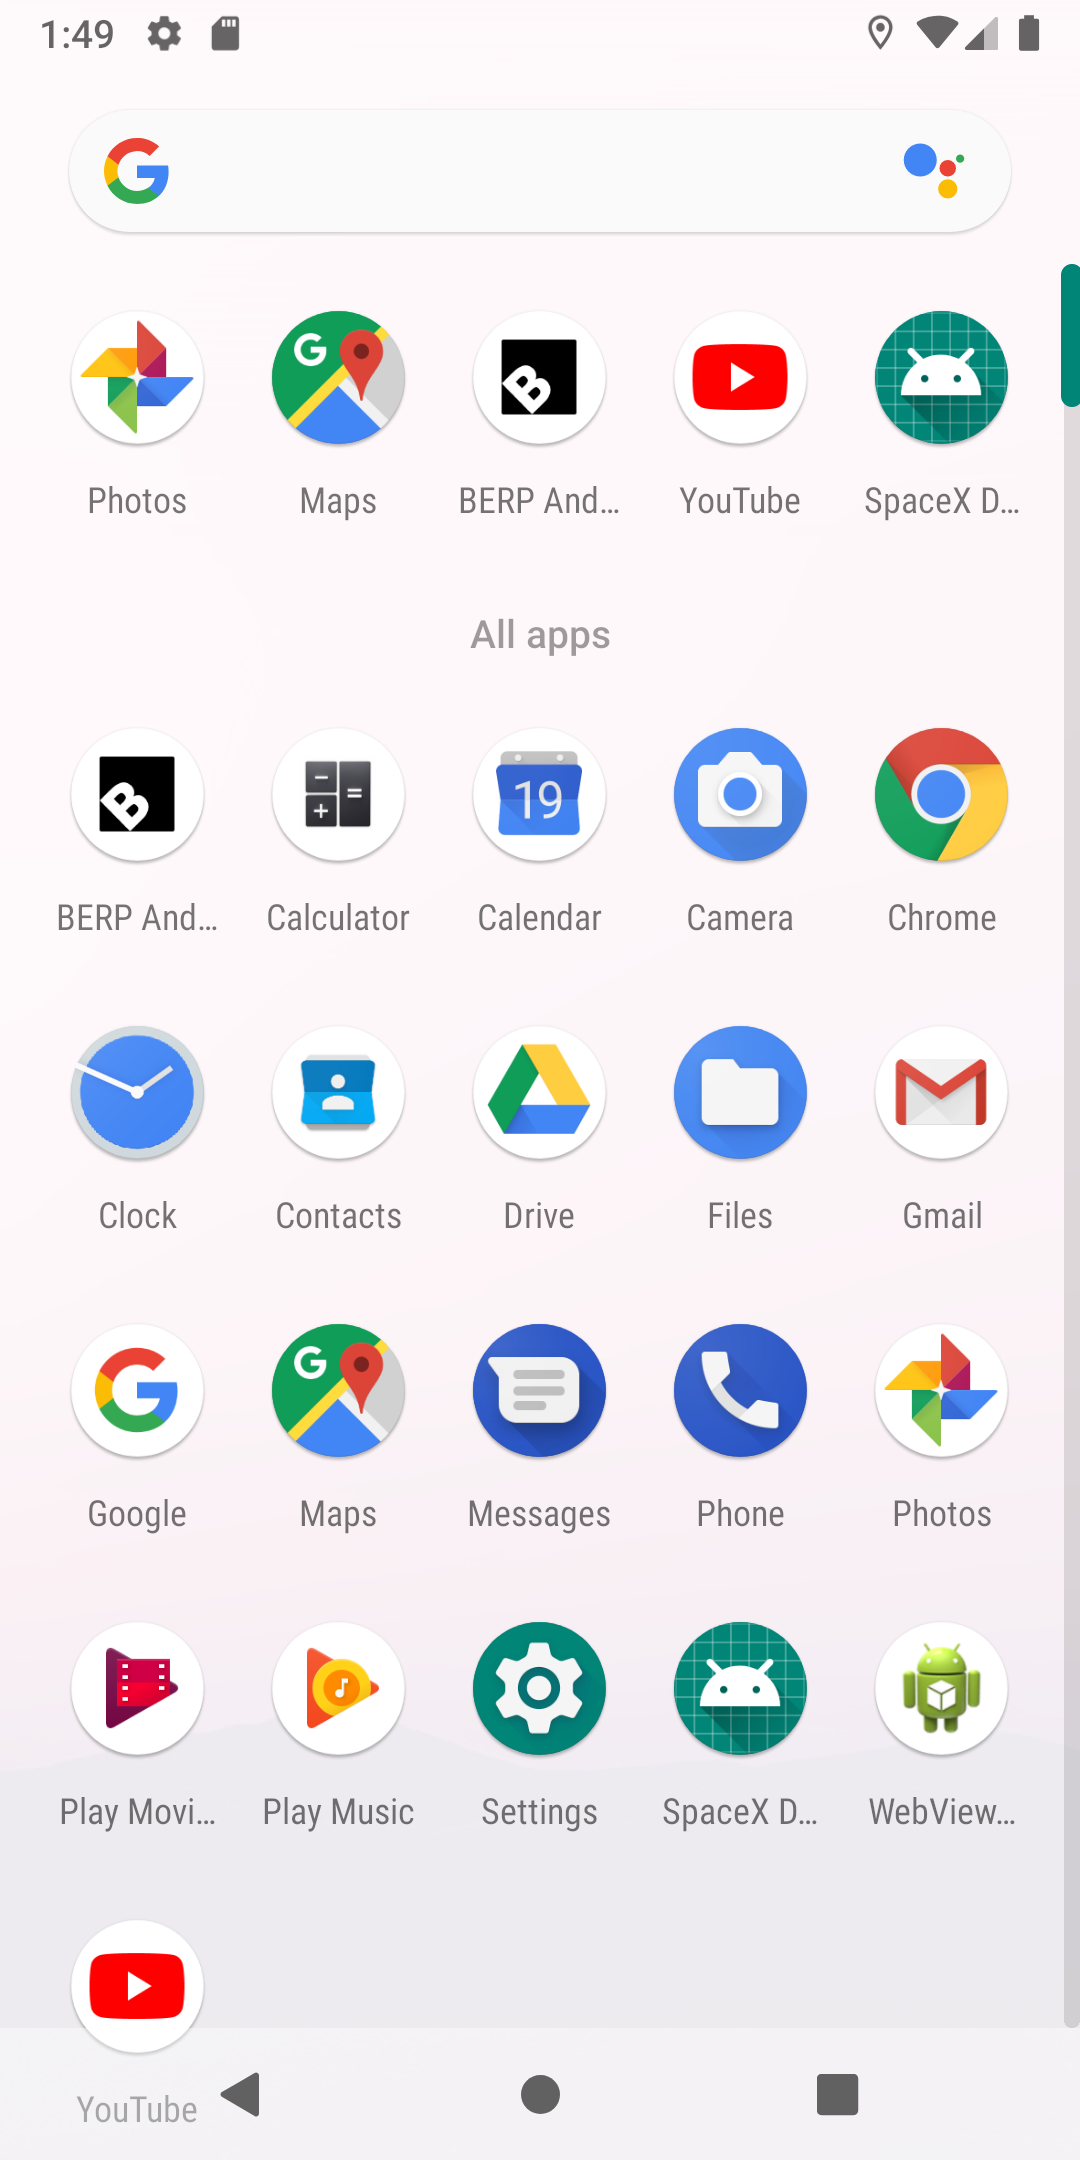 1:49
Photos Maps BERP And... YouTube SpaceX D...
All apps
BERP And... Calculator Calendar Camera Chrome
Clock Contacts Drive Files Gmail
Google Maps Messages Phone Photos
Play Movi... Play Music Settings SpaceX D... WebView...
YouTube